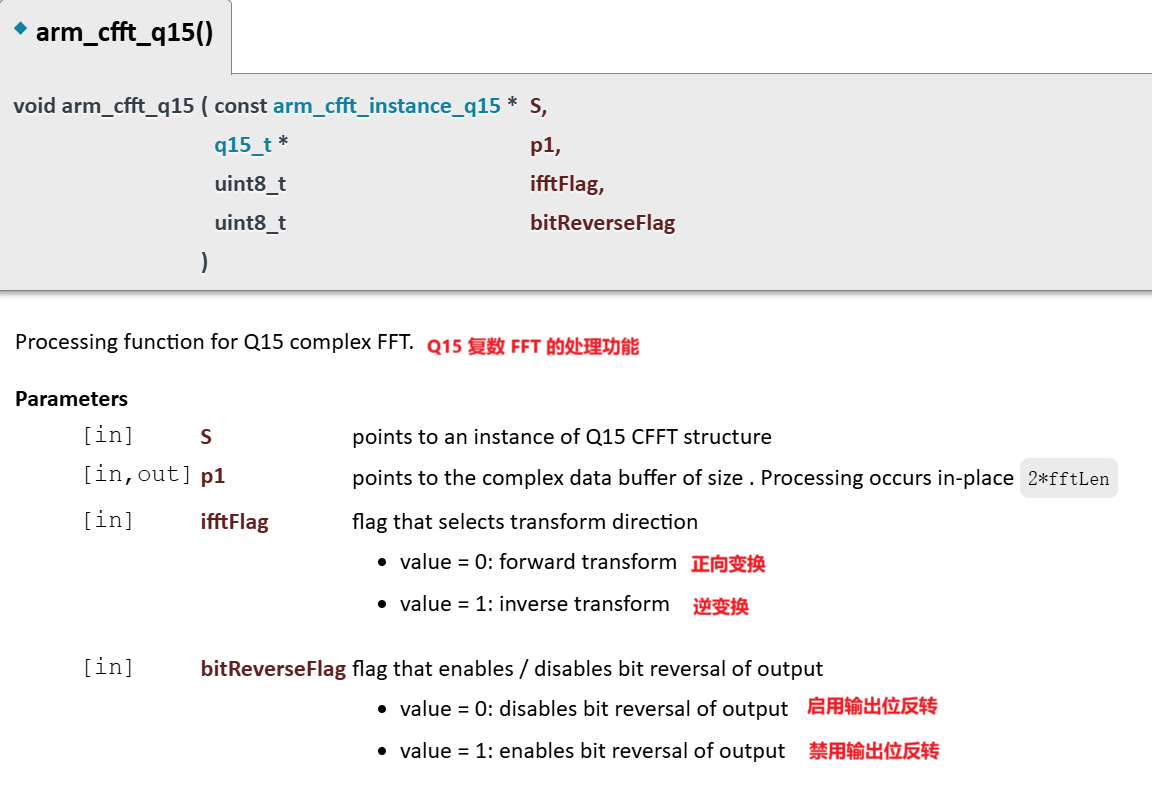 arm_cfft_q15()
void arm_cfft_q15 ( const arm_cfft_instance_q15 * S,
q15_t * p1,
uint8_t ifftFlag,
uint8_t bitReverseFlag
)
Processing function for Q15 complex FFT. Q15 复数 FFT 的处理功能
Parameters
[in] S points to an instance of Q15 CFFT structure
[in,out] p1 points to the complex data buffer of size . Processing occurs in-place 2*fftLen
[in] ifftFlag flag that selects transform direction
• value = 0: forward transform 正向变换
• value = 1: inverse transform 逆变换
[in] bitReverseFlag flag that enables / disables bit reversal of output
• value = 0: disables bit reversal of output 启用输出位反转
• value = 1: enables bit reversal of output 禁用输出位反转